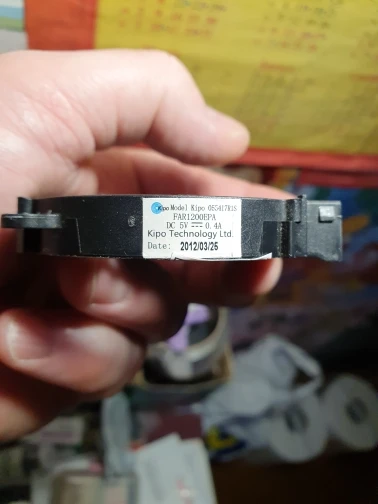 Kipo Model Kipo 055417R1S
FAR1200EPA
DC 5V ⎓ 0.4A
Kipo Technology Ltd.
Date: 2012/03/25